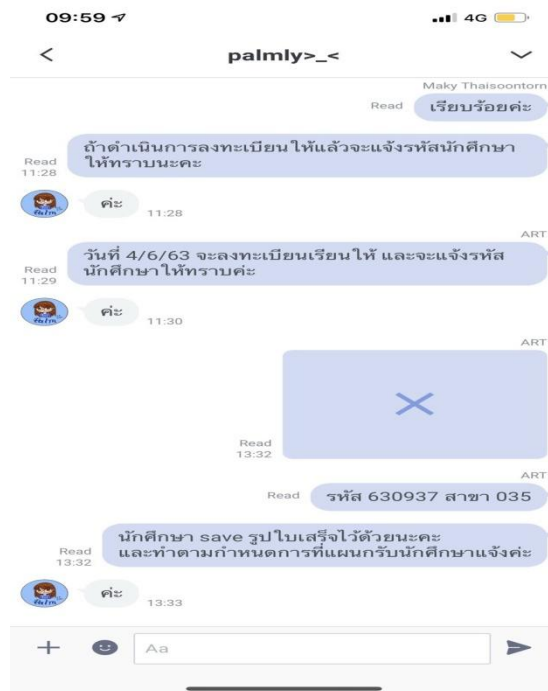 09:59
4G
palmly>_<
Maky Thaisoontorn
Read
เรียบร้อยค่ะ
ถ้าดำเนินการลงทะเบียนให้แล้วจะแจ้งรหัสนักศึกษา
ให้ทราบนะคะ
Read
11:28
ค่ะ
11:28
ART
วันที่ 4/6/63 จะลงทะเบียนเรียนให้ และจะแจ้งรหัส
นักศึกษาให้ทราบค่ะ
Read
11:29
ค่ะ
11:30
ART
Read
13:32
ART
Read
รหัส 630937 สาขา 035
นักศึกษา save รูปใบเสร็จไว้ด้วยนะคะ
และทำตามกำหนดการที่แผนกรับนักศึกษาแจ้งค่ะ
Read
13:32
ค่ะ
13:33
Aa